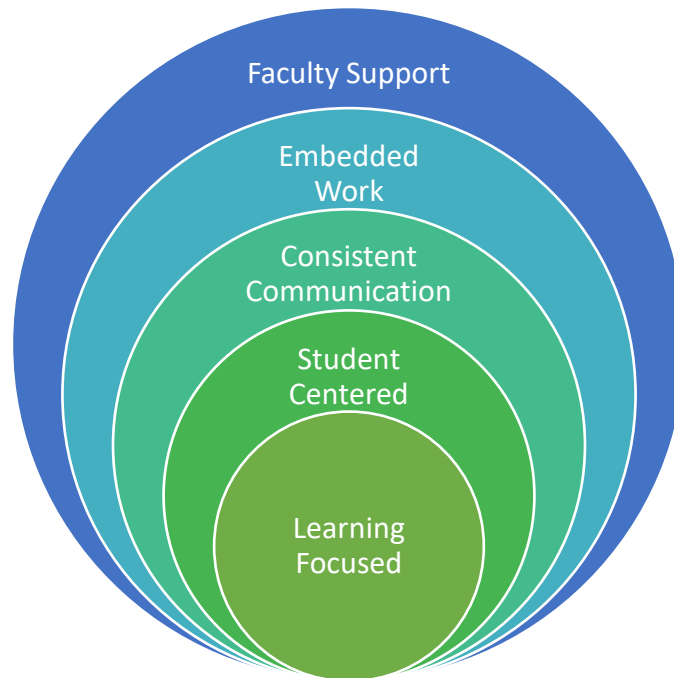 Faculty Support
Embedded
Work
Consistent
Communication
Student
Centered
Learning
Focused